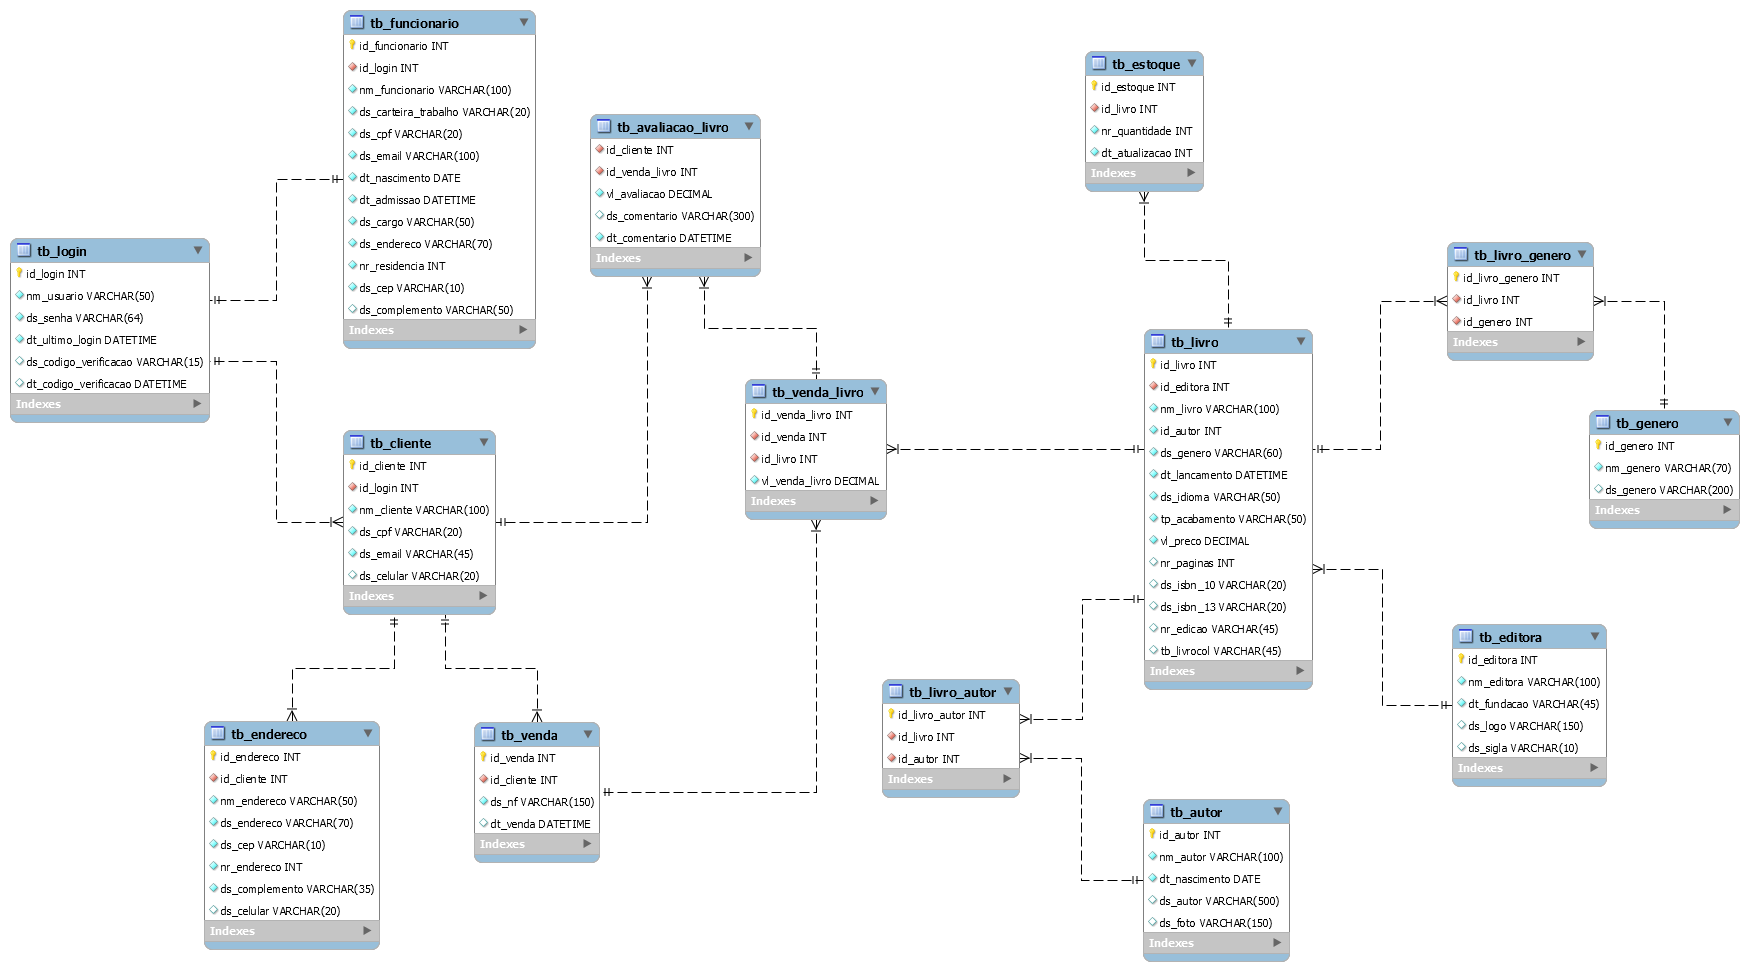 tb_funcionario
id_funcionario INT
id_login INT
nm_funcionario VARCHAR(100)
ds_carteira_trabalho VARCHAR(20)
ds_cpf VARCHAR(20)
ds_email VARCHAR(100)
dt_nascimento DATE
dt_admissao DATETIME
ds_cargo VARCHAR(50)
ds_endereco VARCHAR(70)
nr_residencia INT
ds_cep VARCHAR(10)
ds_complemento VARCHAR(50)
Indexes
tb_estoque
id_estoque INT
id_livro INT
nr_quantidade INT
dt_atualizacao INT
Indexes
tb_avaliacao_livro
id_cliente INT
id_venda_livro INT
vl_avaliacao DECIMAL
ds_comentario VARCHAR(300)
dt_comentario DATETIME
Indexes
tb_login
id_login INT
nm_usuario VARCHAR(50)
ds_senha VARCHAR(64)
dt_ultimo_login DATETIME
ds_codigo_verificacao VARCHAR(15)
dt_codigo_verificacao DATETIME
Indexes
tb_livro_genero
id_livro_genero INT
id_livro INT
id_genero INT
Indexes
tb_livro
id_livro INT
id_editora INT
nm_livro VARCHAR(100)
id_autor INT
ds_genero VARCHAR(60)
dt_lancamento DATETIME
ds_idioma VARCHAR(50)
tp_acabamento VARCHAR(50)
vl_preco DECIMAL
nr_paginas INT
ds_isbn_10 VARCHAR(20)
ds_isbn_13 VARCHAR(20)
nr_edicao VARCHAR(45)
tb_livrocol VARCHAR(45)
Indexes
tb_venda_livro
id_venda_livro INT
id_venda INT
id_livro INT
vl_venda_livro DECIMAL
Indexes
tb_genero
id_genero INT
nm_genero VARCHAR(70)
ds_genero VARCHAR(200)
Indexes
tb_cliente
id_cliente INT
id_login INT
nm_cliente VARCHAR(100)
ds_cpf VARCHAR(20)
ds_email VARCHAR(45)
ds_celular VARCHAR(20)
Indexes
tb_editora
id_editora INT
nm_editora VARCHAR(100)
dt_fundacao VARCHAR(45)
ds_logo VARCHAR(150)
ds_sigla VARCHAR(10)
Indexes
tb_livro_autor
id_livro_autor INT
id_livro INT
id_autor INT
Indexes
tb_endereco
id_endereco INT
id_cliente INT
nm_endereco VARCHAR(50)
ds_endereco VARCHAR(70)
ds_cep VARCHAR(10)
nr_endereco INT
ds_complemento VARCHAR(35)
ds_celular VARCHAR(20)
Indexes
tb_venda
id_venda INT
id_cliente INT
ds_nf VARCHAR(150)
dt_venda DATETIME
Indexes
tb_autor
id_autor INT
nm_autor VARCHAR(100)
dt_nascimento DATE
ds_autor VARCHAR(500)
ds_foto VARCHAR(150)
Indexes